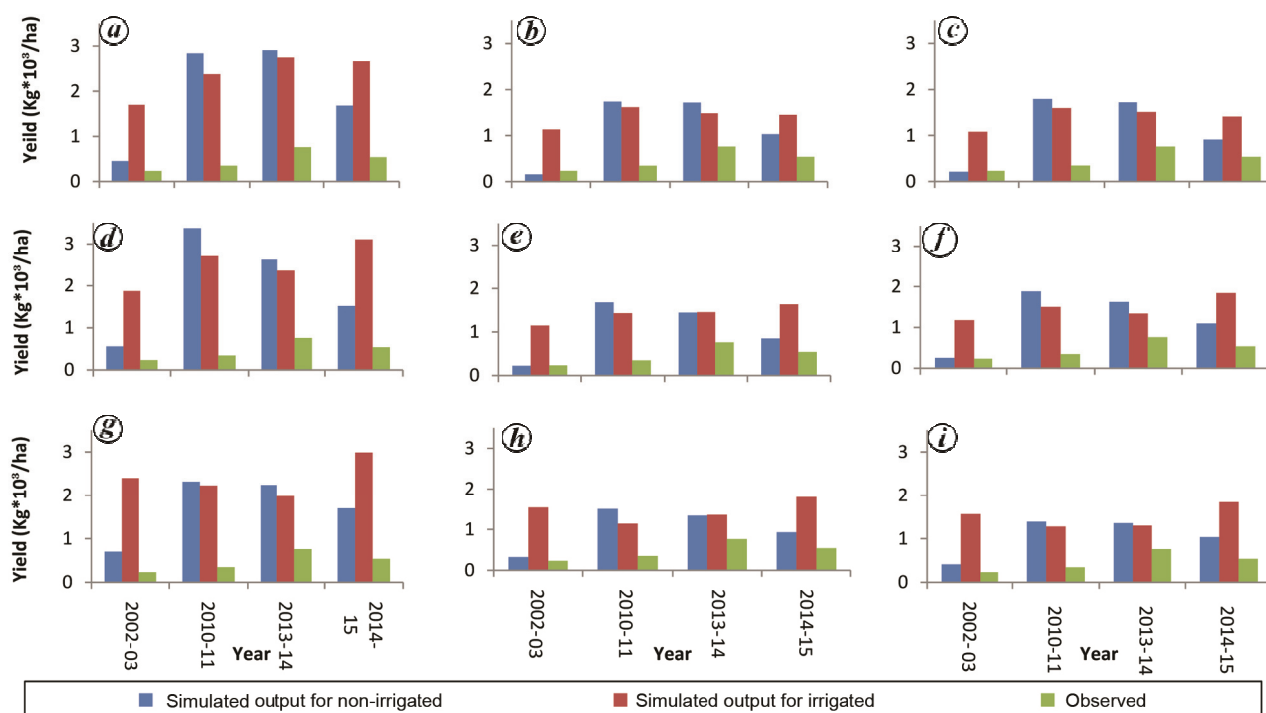 a
b
c
Yeild (Kg*10³/ha)
3
2
1
0
3
2
1
0
3
2
1
0
d
e
f
Yield (Kg*10³/ha)
3
2
1
0
3
2
1
0
3
2
1
0
g
h
i
Yield (Kg*10³/ha)
3
2
1
0
3
2
1
0
3
2
1
0
2002-03
2010-11
2013-14
2014-
15
2002-03
2010-11
2013-14
2014-15
2002-03
2010-11
2013-14
2014-15
Year
Year
Year
Simulated output for non-irrigated
Simulated output for irrigated
Observed